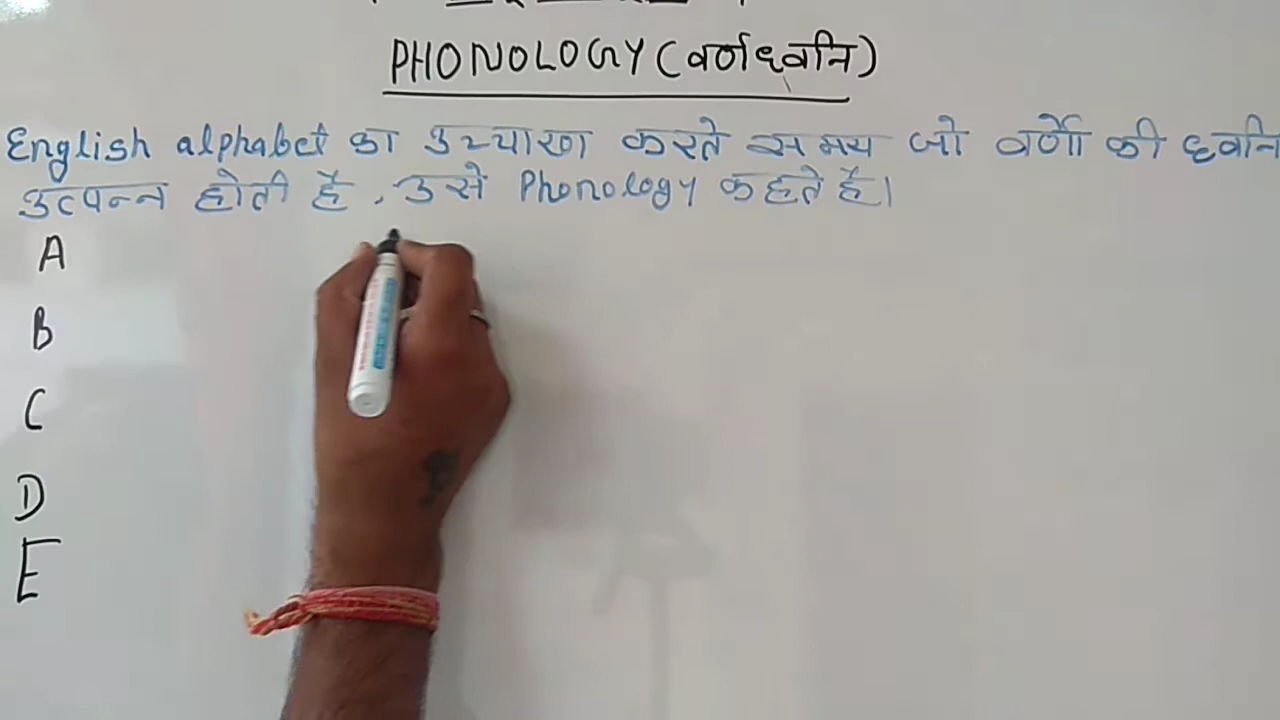 PHONOLOGY (वर्णध्वनि)
English alphabet का उच्चारण करते समय जो वर्णों की ध्वनि
उत्पन्न होती है, उसे Phonology कहते है।
A
B
C
D
E